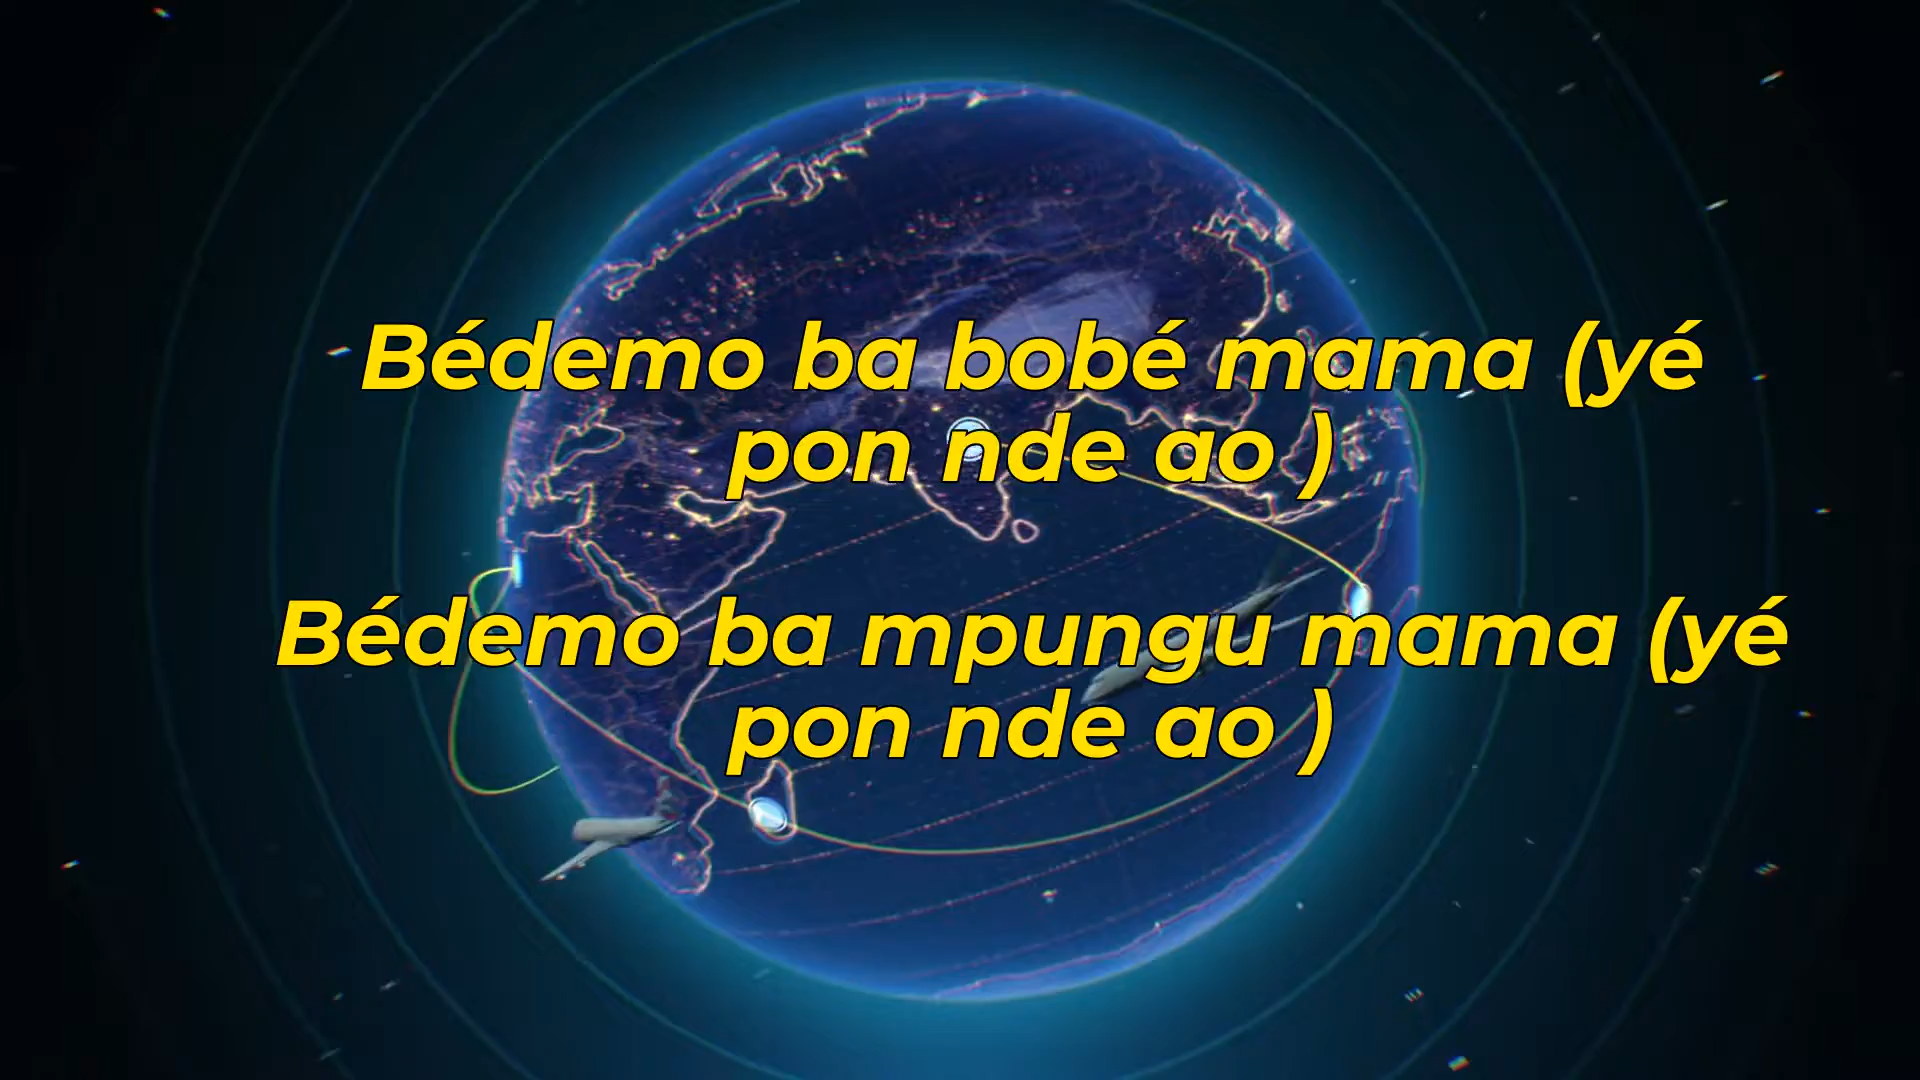 Bédemo ba bobé mama (yé
pon nde ao )
Bédemo ba mpungu mama (yé
pon nde ao )